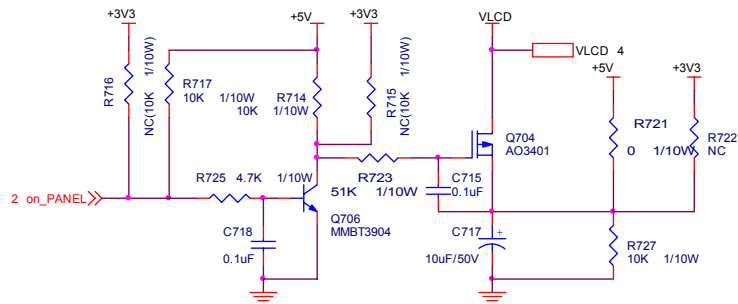 +3V3
+5V
+3V3
VLCD
VLCD 4
R716
NC(10K 1/10W)
R717
10K 1/10W
R714
10K 1/10W
R715
NC(10K 1/10W)
+5V
+3V3
Q704
AO3401
R721
0 1/10W
R722
NC
R725 4.7K 1/10W
R723
51K 1/10W
C715
0.1uF
2 on_PANEL
Q706
MMBT3904
C718
0.1uF
C717
+
10uF/50V
R727
10K 1/10W